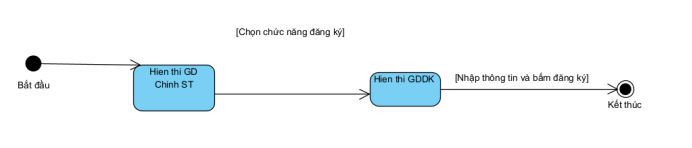 [Chọn chức năng đăng ký]
Bắt đầu
Hien thi GD
Chinh ST
Hien thi GDDK
[Nhập thông tin và bấm đăng ký]
Kết thúc